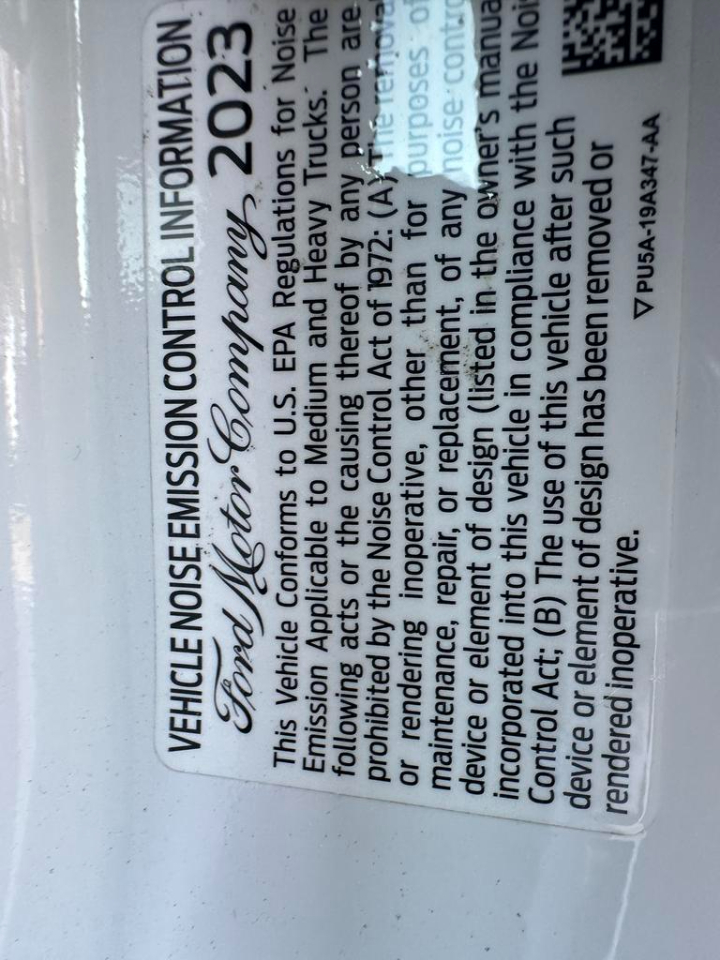 VEHICLE NOISE EMISSION CONTROL INFORMATION
Ford Motor Company 2023
This Vehicle Conforms to U.S. EPA Regulations for Noise
Emission Applicable to Medium and Heavy Trucks. The
following acts or the causing thereof by any person are
prohibited by the Noise Control Act of 1972: (A) The removal
or rendering inoperative, other than for purposes of
maintenance, repair, or replacement, of any noise contro
device or element of design (listed in the owner's manua
incorporated into this vehicle in compliance with the Noi
Control Act; (B) The use of this vehicle after such
device or element of design has been removed or
rendered inoperative.
▽ PU5A-19A347-AA